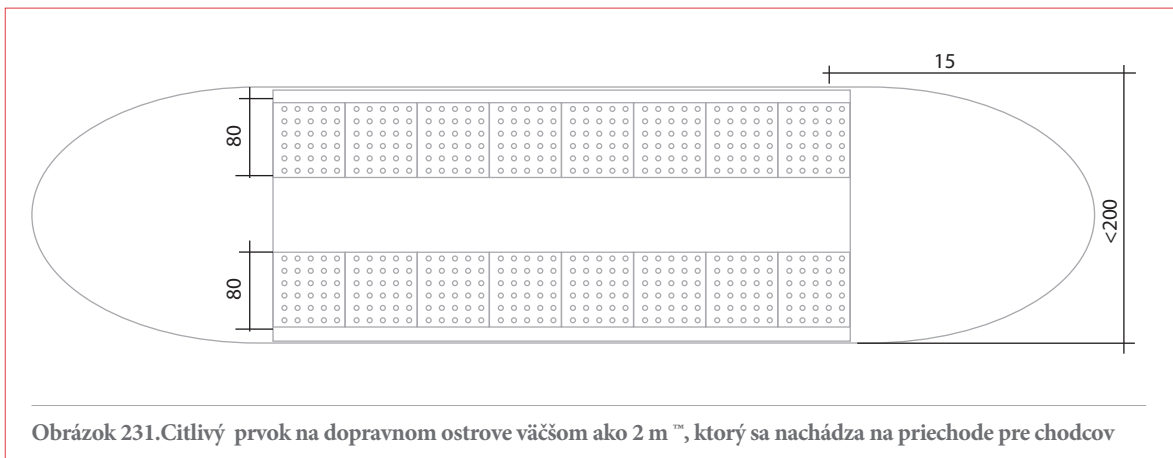 15
80
<200
80
Obrázok 231.Citlivý prvok na dopravnom ostrove väčšom ako 2 m ™, ktorý sa nachádza na priechode pre chodcov